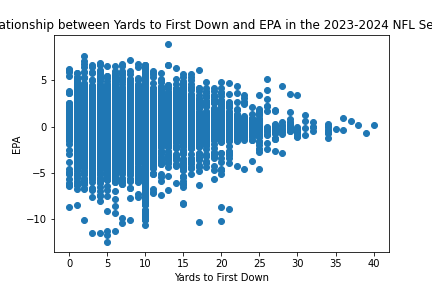 ationship between Yards to First Down and EPA in the 2023-2024 NFL Se
EPA
5
0
−5
−10
0 5 10 15 20 25 30 35 40
Yards to First Down